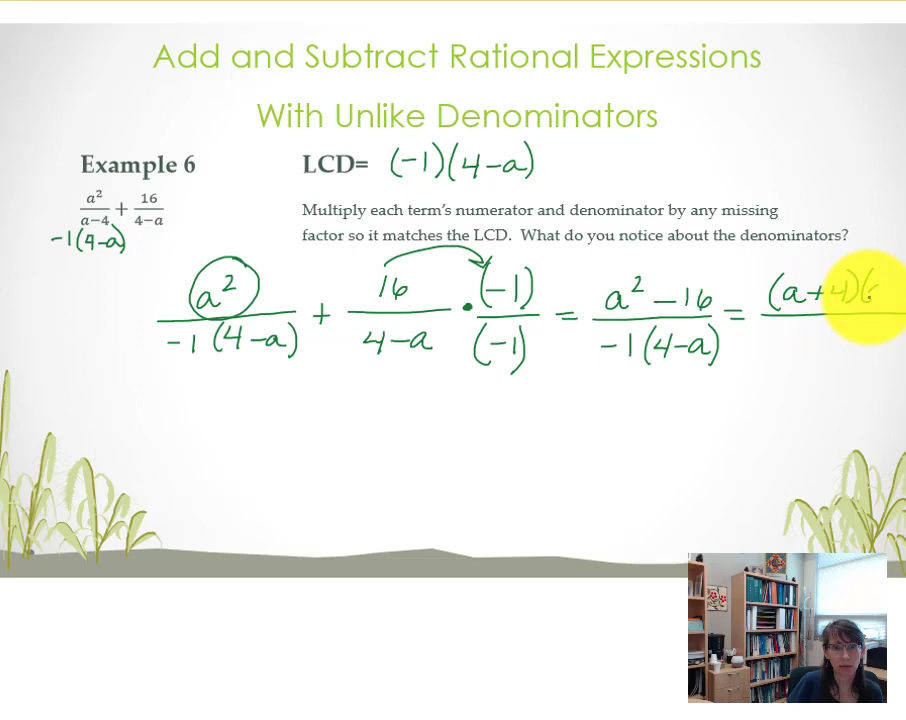 Add and Subtract Rational Expressions
With Unlike Denominators
Example 6
LCD= (-1)(4-a)
a²/a−4 + 16/4−a
-1(4-a)
Multiply each term's numerator and denominator by any missing
factor so it matches the LCD. What do you notice about the denominators?
a²/-1(4-a) + 16/4-a • (-1)/(-1) = a²-16/-1(4-a) = (a+4)(